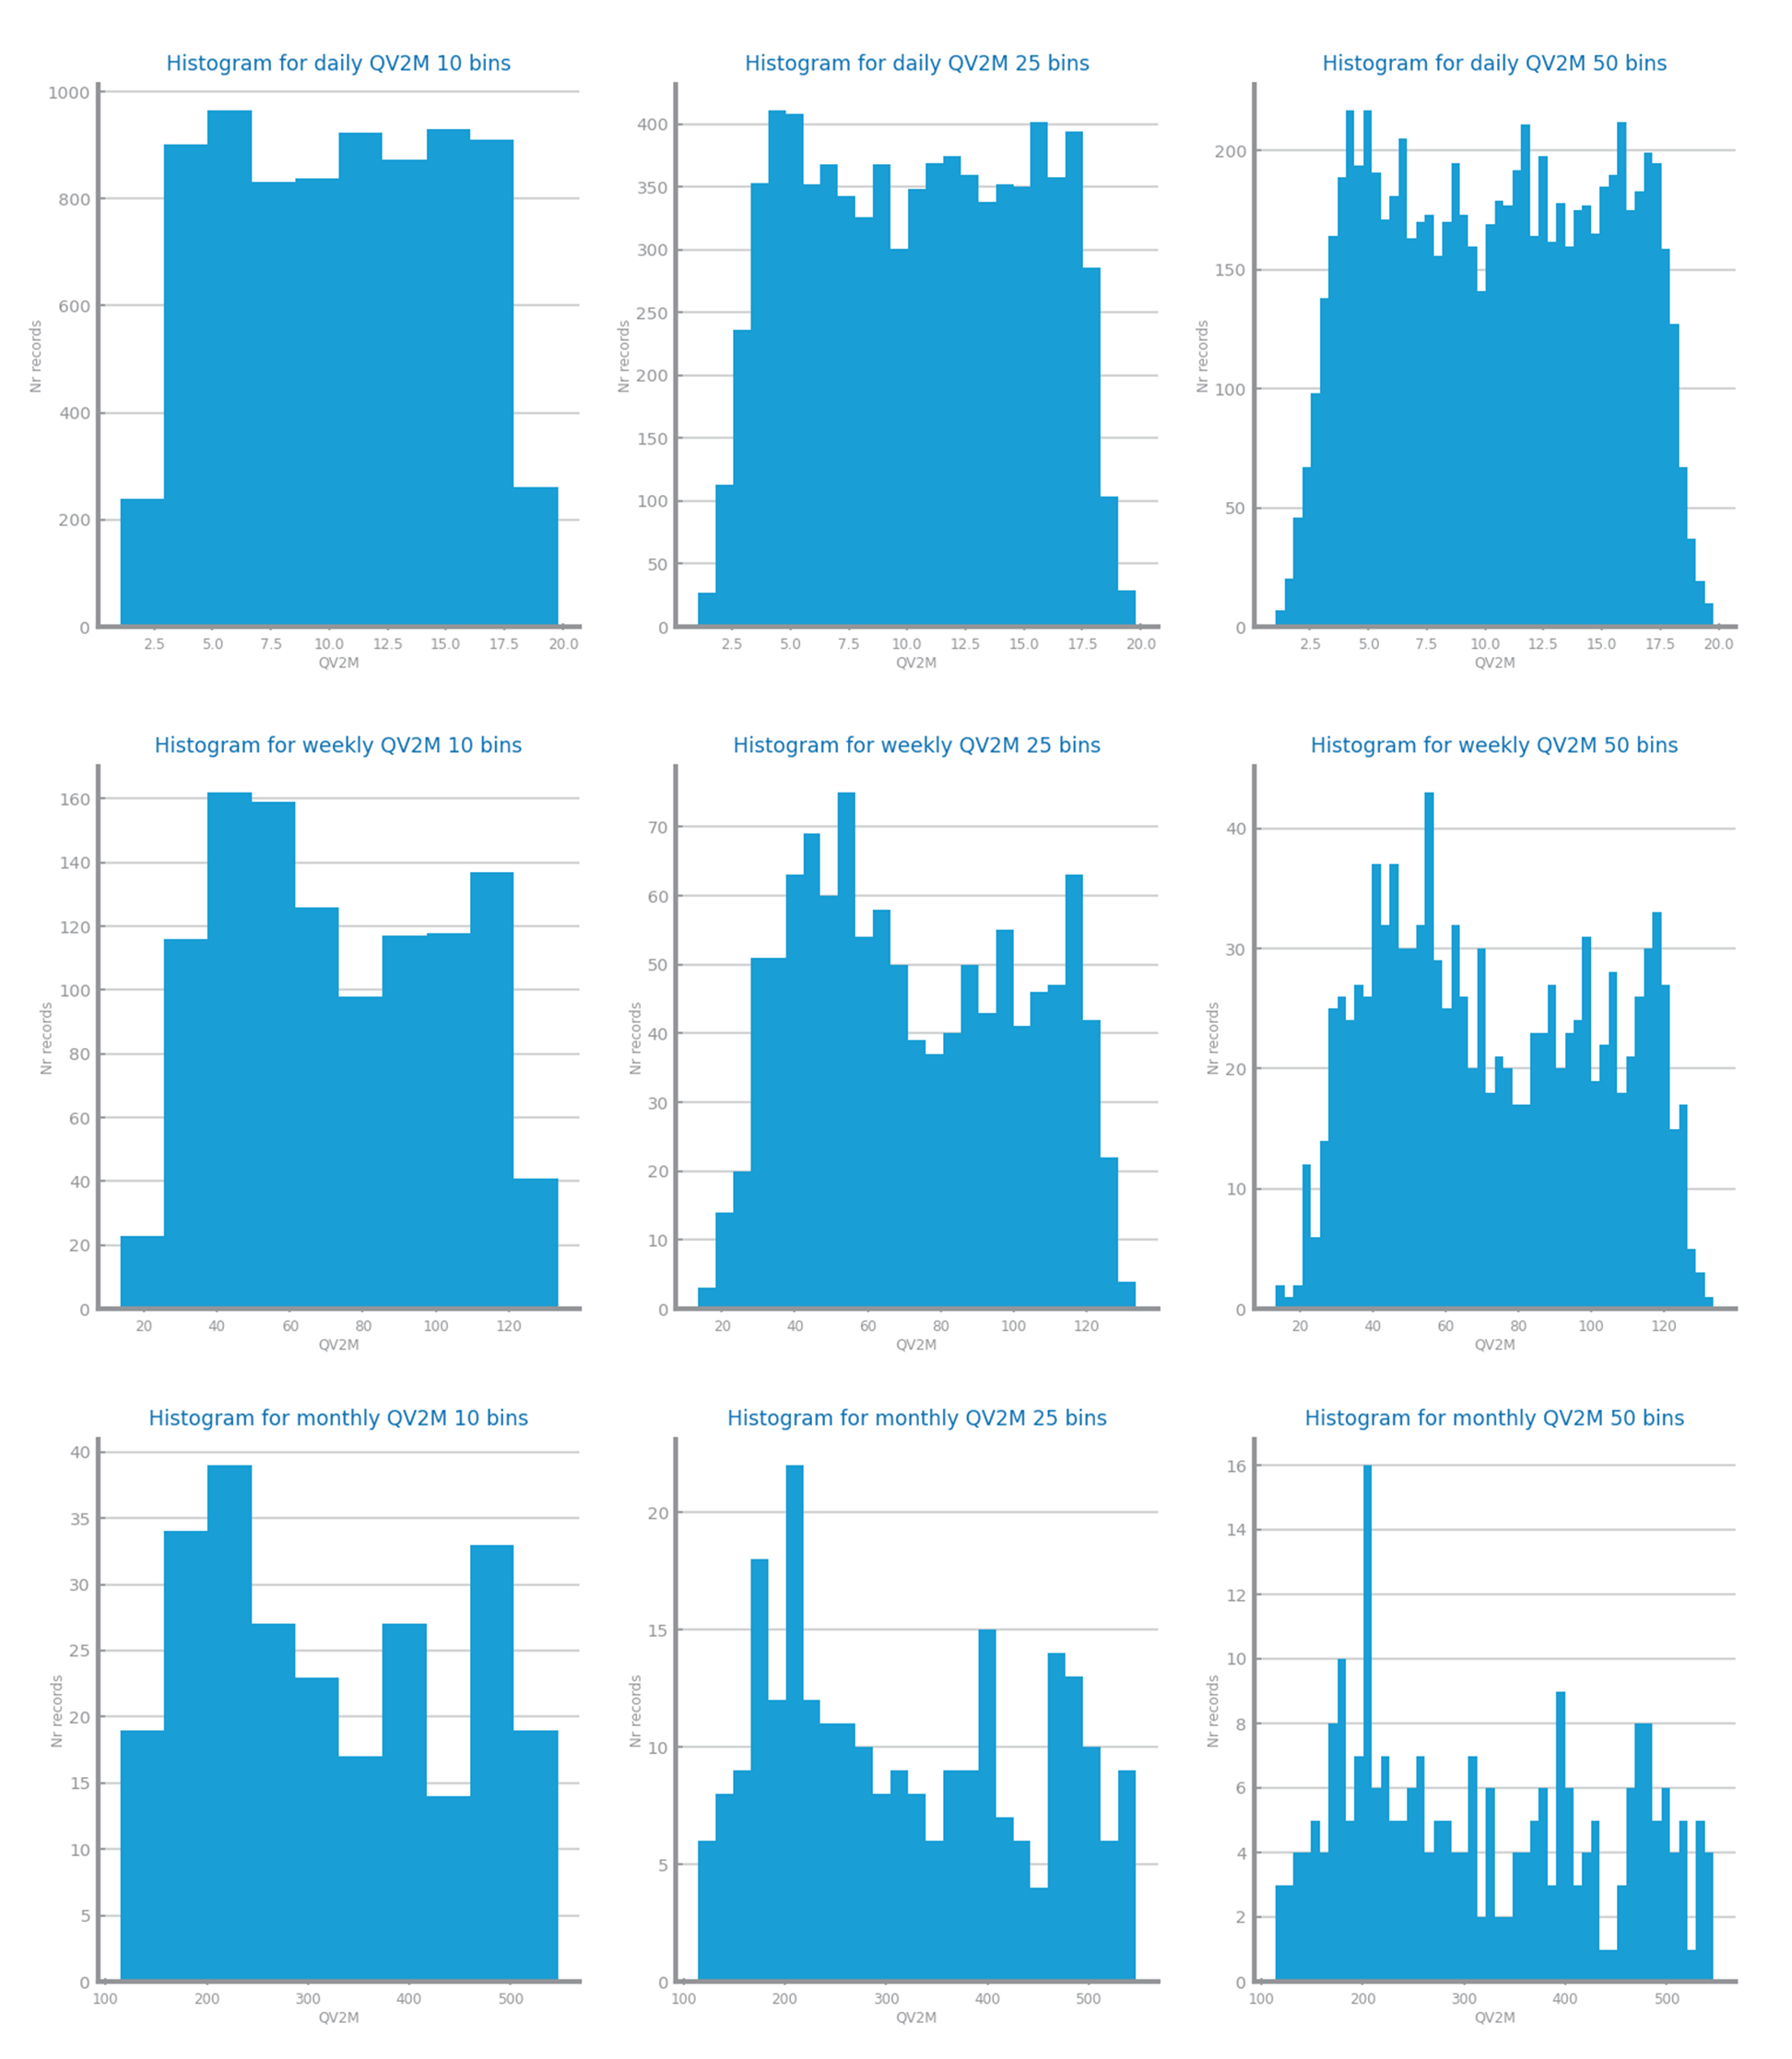 Histogram for daily QV2M 10 bins
1000
800
600
400
200
0
Nr records
2.5 5.0 7.5 10.0 12.5 15.0 17.5 20.0
QV2M
Histogram for daily QV2M 25 bins
400
350
300
250
200
150
100
50
0
Nr records
2.5 5.0 7.5 10.0 12.5 15.0 17.5 20.0
QV2M
Histogram for daily QV2M 50 bins
200
150
100
50
0
Nr records
2.5 5.0 7.5 10.0 12.5 15.0 17.5 20.0
QV2M
Histogram for weekly QV2M 10 bins
160
140
120
100
80
60
40
20
0
Nr records
20 40 60 80 100 120
QV2M
Histogram for weekly QV2M 25 bins
70
60
50
40
30
20
10
0
Nr records
20 40 60 80 100 120
QV2M
Histogram for weekly QV2M 50 bins
40
30
20
10
0
Nr records
20 40 60 80 100 120
QV2M
Histogram for monthly QV2M 10 bins
40
35
30
25
20
15
10
5
0
Nr records
100 200 300 400 500
QV2M
Histogram for monthly QV2M 25 bins
20
15
10
5
0
Nr records
100 200 300 400 500
QV2M
Histogram for monthly QV2M 50 bins
16
14
12
10
8
6
4
2
0
Nr records
100 200 300 400 500
QV2M